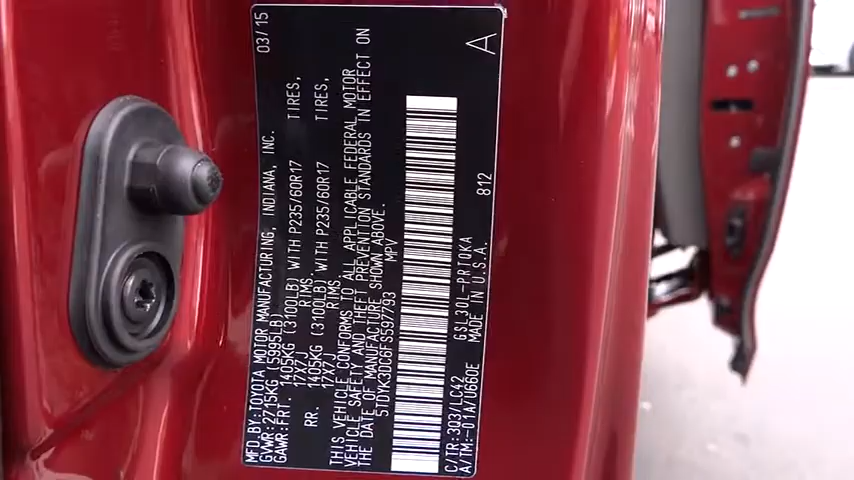 MFD. BY: TOYOTA MOTOR MANUFACTURING, INDIANA, INC. 03/15
GVWR: 2715KG (5995LB)
GAWR: FRT. 1405KG (3100LB) WITH P235/60R17 TIRES,
17X7J RIMS,
RR. 1405KG (3100LB) WITH P235/60R17 TIRES,
17X7J RIMS.
THIS VEHICLE CONFORMS TO ALL APPLICABLE FEDERAL MOTOR
VEHICLE SAFETY AND THEFT PREVENTION STANDARDS IN EFFECT ON
THE DATE OF MANUFACTURE SHOWN ABOVE.
5TDYK3DC6FS597793 MPV
C/TR: 3Q3/LC42 GSL30L-PRTQKA 812 A
A/TM: -01A/U660E MADE IN U.S.A.